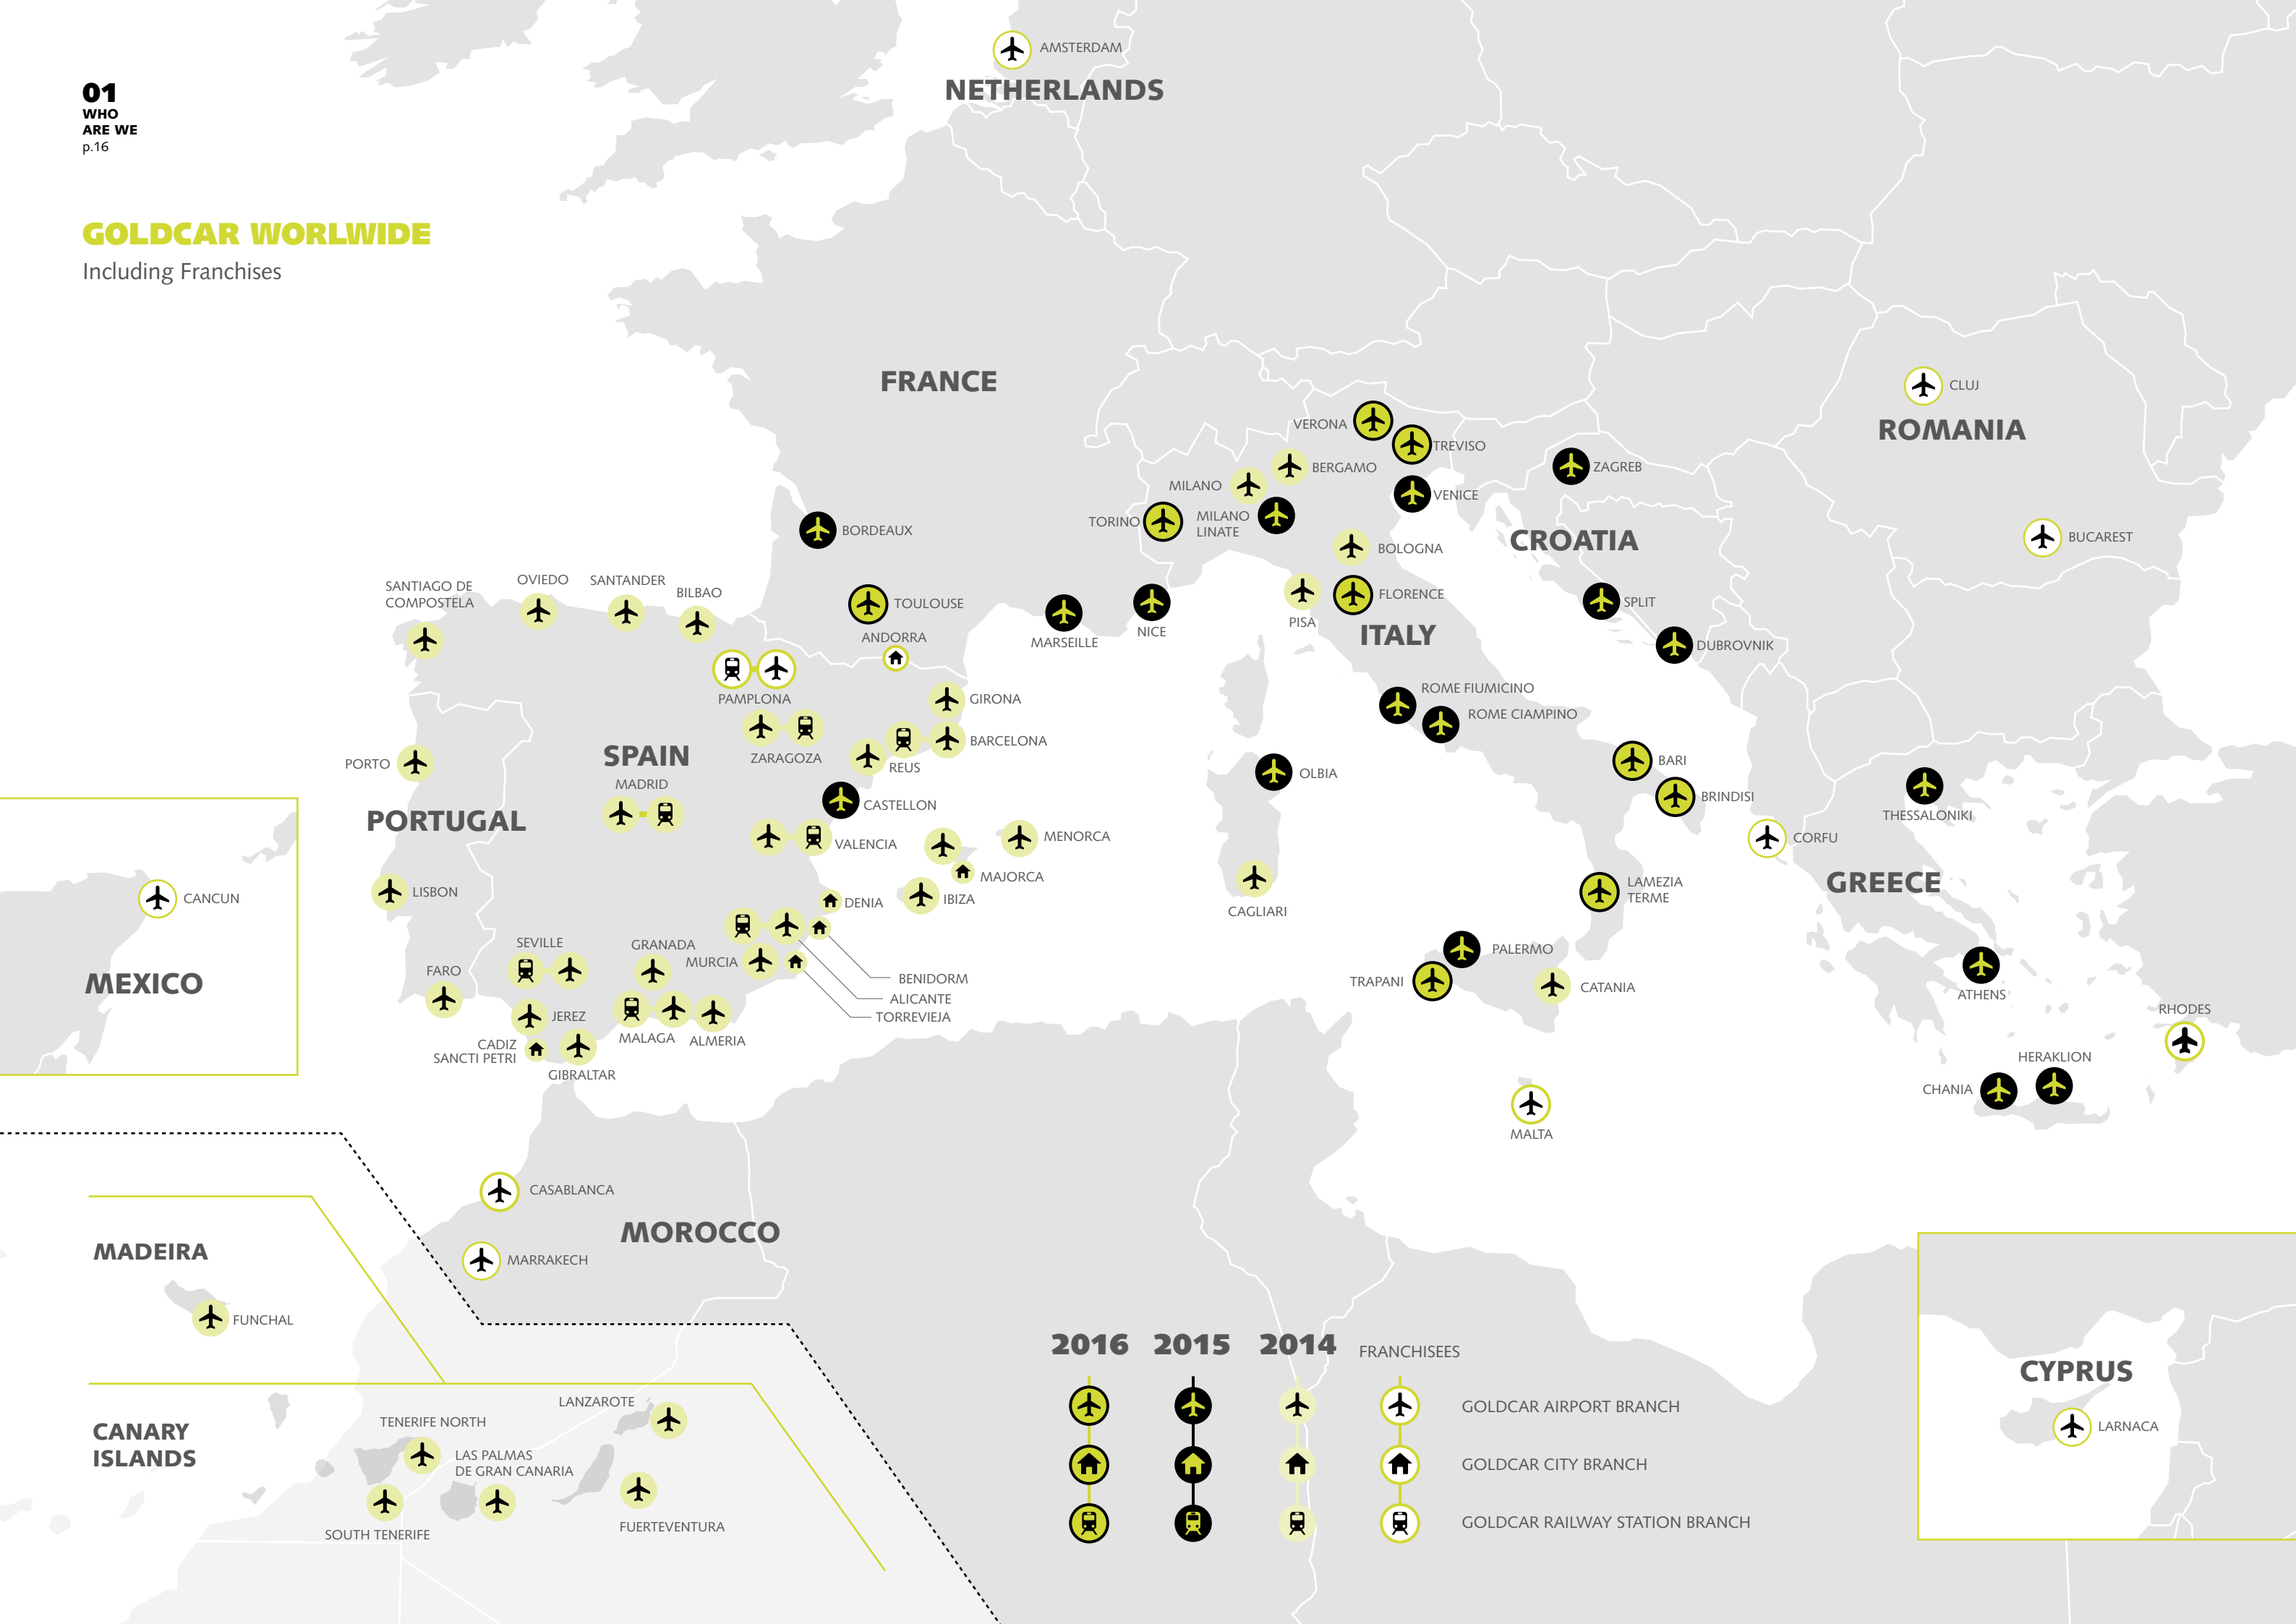 01
WHO
ARE WE
p.16
GOLDCAR WORLWIDE
Including Franchises
AMSTERDAM
NETHERLANDS
FRANCE
CLUJ
ROMANIA
BUCAREST
VERONA
TREVISO
BERGAMO
MILANO
VENICE
TORINO
MILANO
LINATE
BOLOGNA
FLORENCE
PISA
ITALY
ZAGREB
CROATIA
SPLIT
DUBROVNIK
BORDEAUX
TOULOUSE
ANDORRA
MARSEILLE
NICE
SANTIAGO DE
COMPOSTELA
OVIEDO
SANTANDER
BILBAO
PAMPLONA
GIRONA
ZARAGOZA
BARCELONA
REUS
SPAIN
MADRID
CASTELLON
VALENCIA
MENORCA
MAJORCA
IBIZA
DENIA
PORTO
PORTUGAL
LISBON
FARO
SEVILLE
GRANADA
MURCIA
BENIDORM
ALICANTE
TORREVIEJA
JEREZ
CADIZ
SANCTI PETRI
GIBRALTAR
MALAGA
ALMERIA
ROME FIUMICINO
ROME CIAMPINO
OLBIA
CAGLIARI
BARI
BRINDISI
LAMEZIA
TERME
PALERMO
TRAPANI
CATANIA
MALTA
THESSALONIKI
CORFU
GREECE
ATHENS
RHODES
HERAKLION
CHANIA
CANCUN
MEXICO
CASABLANCA
MOROCCO
MARRAKECH
MADEIRA
FUNCHAL
CANARY
ISLANDS
TENERIFE NORTH
LANZAROTE
LAS PALMAS
DE GRAN CANARIA
SOUTH TENERIFE
FUERTEVENTURA
2016 2015 2014 FRANCHISEES
GOLDCAR AIRPORT BRANCH
GOLDCAR CITY BRANCH
GOLDCAR RAILWAY STATION BRANCH
CYPRUS
LARNACA